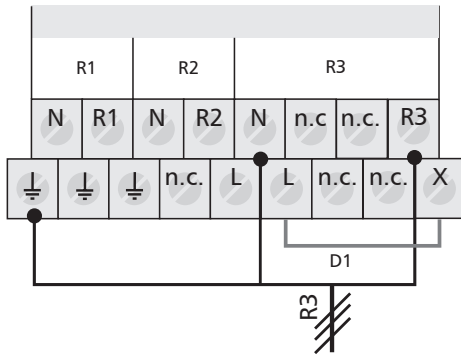 R1 R2 R3
N R1 N R2 N n.c n.c. R3
n.c. L L n.c. n.c. X
D1
R3